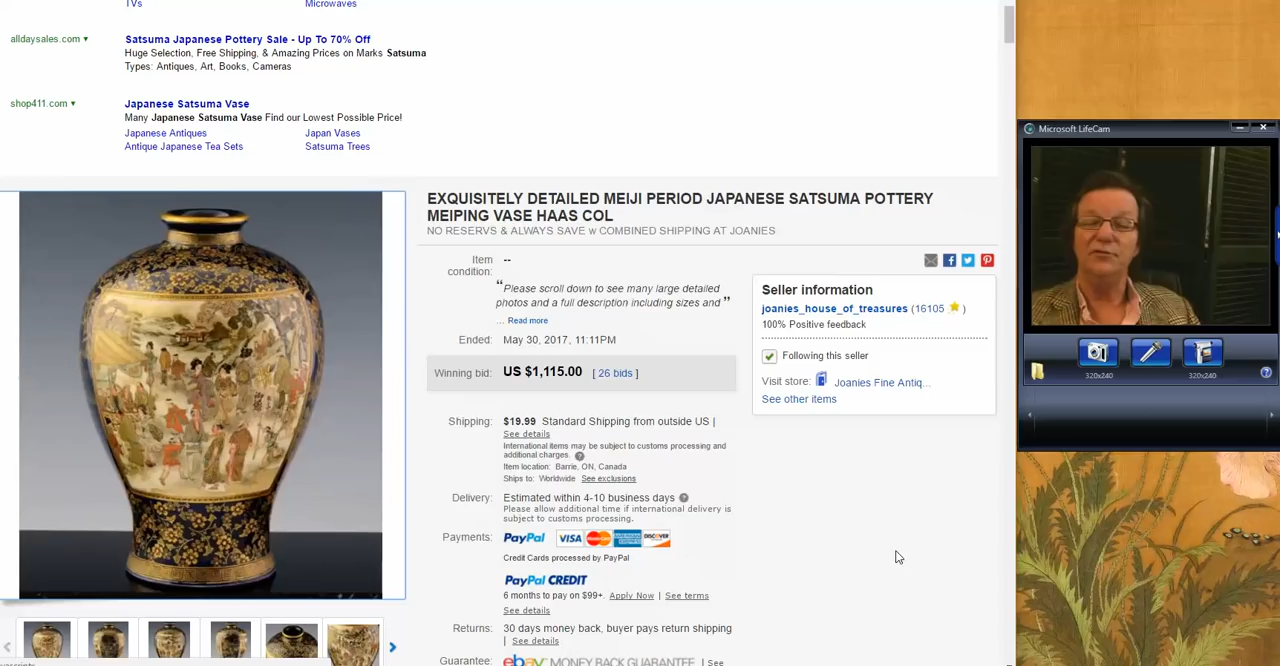 TVs
Microwaves
alldaysales.com ▾
Satsuma Japanese Pottery Sale - Up To 70% Off
Huge Selection, Free Shipping, & Amazing Prices on Marks Satsuma
Types: Antiques, Art, Books, Cameras
shop411.com ▾
Japanese Satsuma Vase
Many Japanese Satsuma Vase Find our Lowest Possible Price!
Japanese Antiques
Japan Vases
Antique Japanese Tea Sets
Satsuma Trees
EXQUISITELY DETAILED MEIJI PERIOD JAPANESE SATSUMA POTTERY
MEIPING VASE HAAS COL
NO RESERVS & ALWAYS SAVE w COMBINED SHIPPING AT JOANIES
Item condition: --
“Please scroll down to see many large detailed
photos and a full description including sizes and ”
... Read more
Ended: May 30, 2017, 11:11PM
Winning bid: US $1,115.00 [ 26 bids ]
Shipping: $19.99 Standard Shipping from outside US |
See details
International items may be subject to customs processing and
additional charges. ?
Item location: Barrie, ON, Canada
Ships to: Worldwide See exclusions
Delivery: Estimated within 4-10 business days ?
Please allow additional time if international delivery is
subject to customs processing.
Payments: PayPal VISA MasterCard AMERICAN EXPRESS DISCOVER
Credit Cards processed by PayPal
PayPal CREDIT
6 months to pay on $99+. Apply Now | See terms
See details
Returns: 30 days money back, buyer pays return shipping
| See details
Guarantee: ebay MONEY BACK GUARANTEE | See
Seller information
joanies_house_of_treasures (16105 )
100% Positive feedback
Following this seller
Visit store: Joanies Fine Antiq...
See other items
Microsoft LifeCam
320x240
320x240